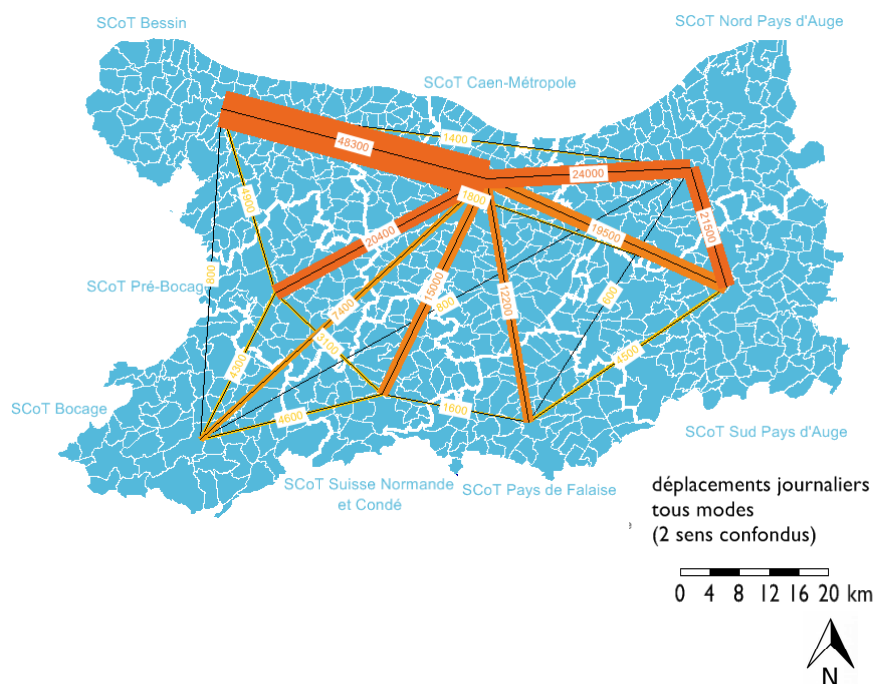 SCoT Bessin
SCoT Nord Pays d'Auge
SCoT Caen-Métropole
1400
48300
24000
4900
1800
21500
20400
19500
600
SCoT Pré-Bocag
800
600
15000
12200
7400
3100
4300
4500
SCoT Bocage
1600
4600
SCoT Sud Pays d'Auge
SCoT Suisse Normande
et Condé
SCoT Pays de Falaise
déplacements journaliers
tous modes
(2 sens confondus)
0 4 8 12 16 20 km
N